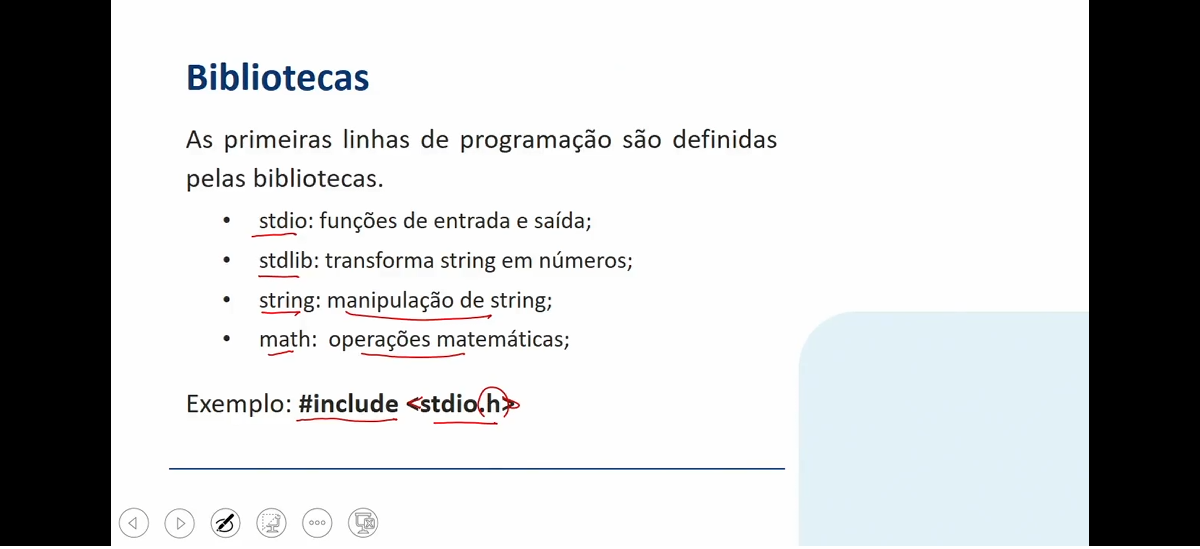 Bibliotecas
As primeiras linhas de programação são definidas
pelas bibliotecas.
• stdio: funções de entrada e saída;
• stdlib: transforma string em números;
• string: manipulação de string;
• math: operações matemáticas;
Exemplo: #include <stdio.h>